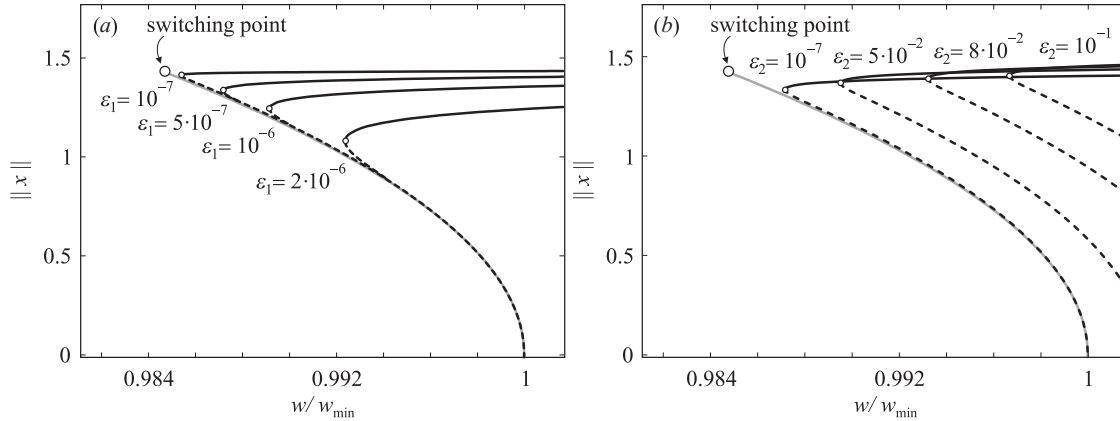 (a)
switching point
1.5
1
0.5
0
|| x ||
ε₁= 10⁻⁷
ε₁= 5·10⁻⁷
ε₁= 10⁻⁶
ε₁= 2·10⁻⁶
0.984 0.992 1
w/ w_min
(b)
switching point
ε₂= 10⁻⁷
ε₂= 5·10⁻²
ε₂= 8·10⁻²
ε₂= 10⁻¹
1.5
1
0.5
0
|| x ||
0.984 0.992 1
w/ w_min